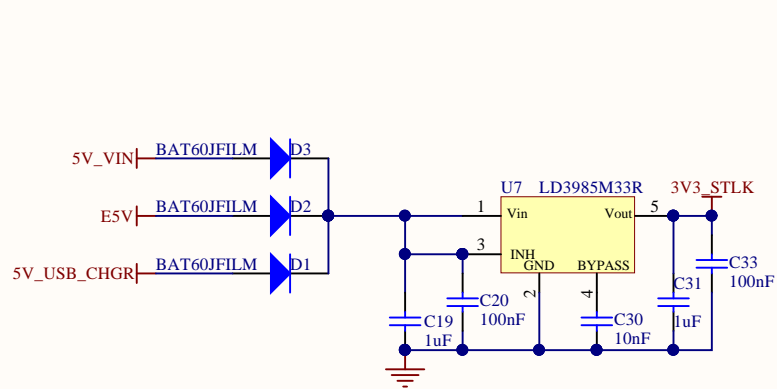 5V_VIN BAT60JFILM D3
E5V BAT60JFILM D2
5V_USB_CHGR BAT60JFILM D1
U7 LD3985M33R 3V3_STLK
1 Vin Vout 5
3 INH
GND BYPASS
2 4
C19
1uF
C20
100nF
C30
10nF
C31
1uF
C33
100nF